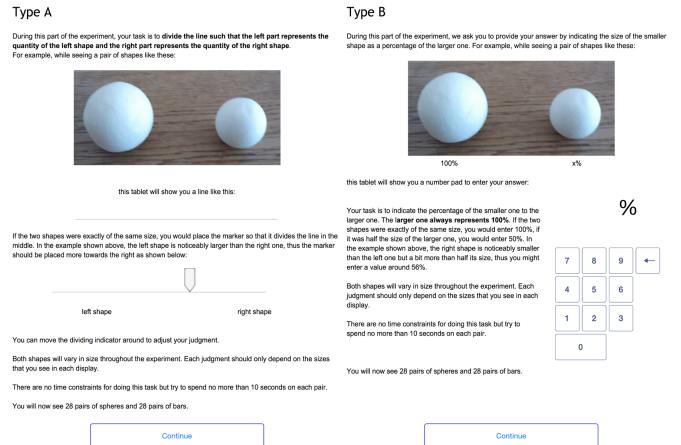 Type A
During this part of the experiment, your task is to divide the line such that the left part represents the
quantity of the left shape and the right part represents the quantity of the right shape.
For example, while seeing a pair of shapes like these:
this tablet will show you a line like this:
If the two shapes were exactly of the same size, you would place the marker so that it divides the line in the
middle. In the example shown above, the left shape is noticeably larger than the right one, thus the marker
should be placed more towards the right as shown below:
left shape
right shape
You can move the dividing indicator around to adjust your judgment.
Both shapes will vary in size throughout the experiment. Each judgment should only depend on the sizes
that you see in each display.
There are no time constraints for doing this task but try to spend no more than 10 seconds on each pair.
You will now see 28 pairs of spheres and 28 pairs of bars.
Continue
Type B
During this part of the experiment, we ask you to provide your answer by indicating the size of the smaller
shape as a percentage of the larger one. For example, while seeing a pair of shapes like these:
100%
x%
this tablet will show you a number pad to enter your answer:
Your task is to indicate the percentage of the smaller one to the
larger one. The larger one always represents 100%. If the two
shapes were exactly of the same size, you would enter 100%, if
it was half the size of the larger one, you would enter 50%. In
the example shown above, the right shape is noticeably smaller
than the left one but a bit more than half its size, thus you might
enter a value around 56%.
Both shapes will vary in size throughout the experiment. Each
judgment should only depend on the sizes that you see in each
display.
There are no time constraints for doing this task but try to
spend no more than 10 seconds on each pair.
You will now see 28 pairs of spheres and 28 pairs of bars.
%
7 8 9 ←
4 5 6
1 2 3
0
Continue